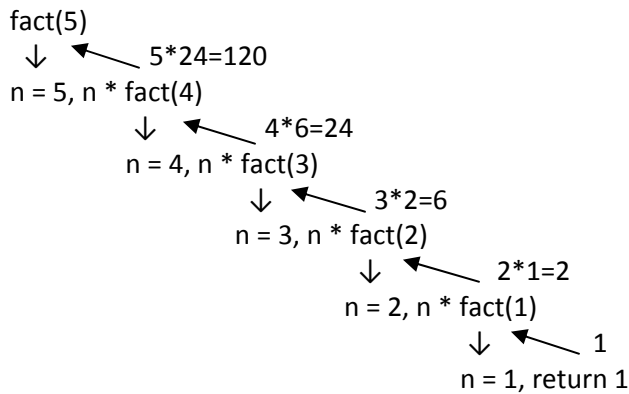 fact(5)
↓
5*24=120
n = 5, n * fact(4)
↓
4*6=24
n = 4, n * fact(3)
↓
3*2=6
n = 3, n * fact(2)
↓
2*1=2
n = 2, n * fact(1)
↓
1
n = 1, return 1